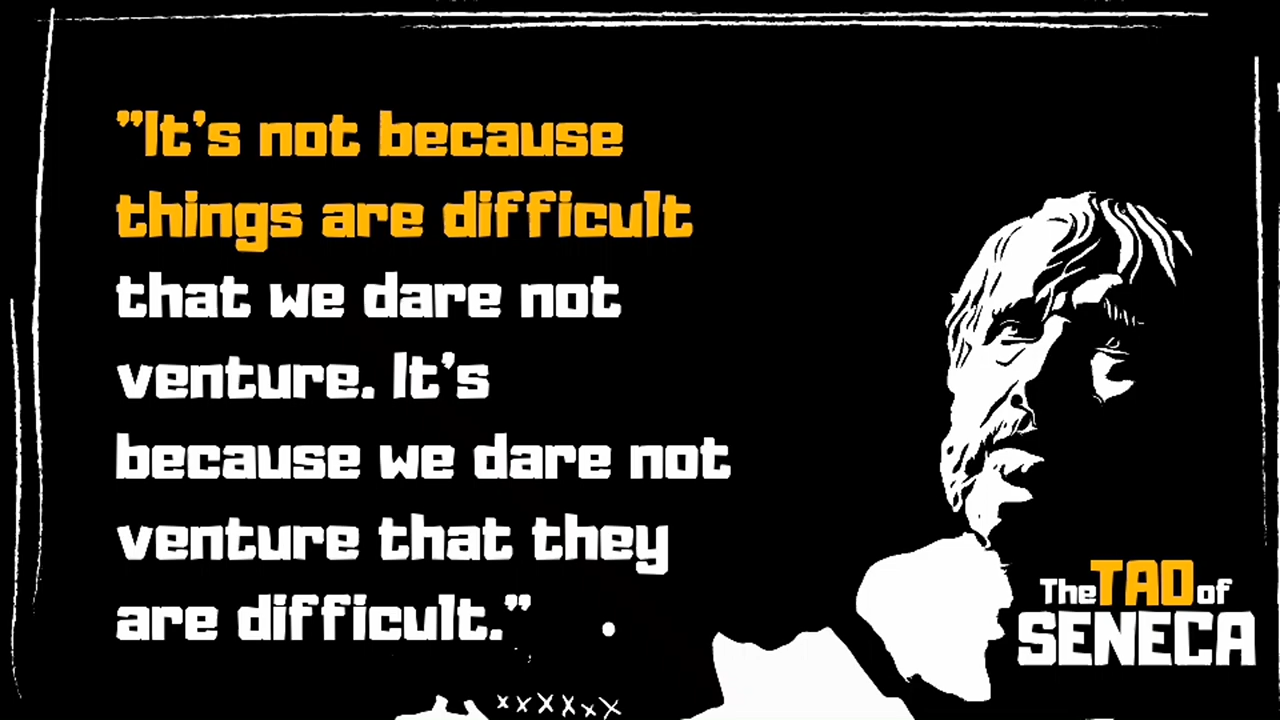 ”It’s not because
things are difficult
that we dare not
venture. It’s
because we dare not
venture that they
are difficult.”
The TAO of
SENECA
xxXXxX